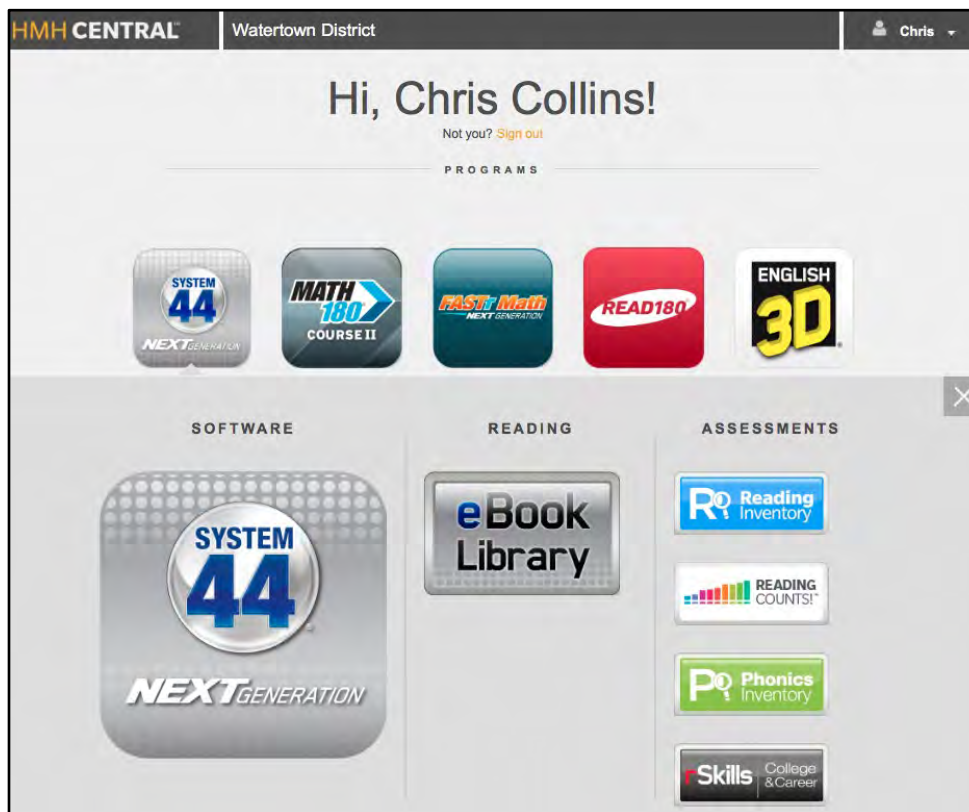 HMH CENTRAL™
Watertown District
Chris
Hi, Chris Collins!
Not you? Sign out
PROGRAMS
SYSTEM
44
NEXT GENERATION
MATH
180®
COURSE II
FASTT Math
NEXT GENERATION
READ180®
ENGLISH
3D®
SOFTWARE
READING
ASSESSMENTS
SYSTEM
44
NEXT GENERATION
eBook
Library
Reading
Inventory
READING
COUNTS!™
Phonics
Inventory
rSkills
College
& Career